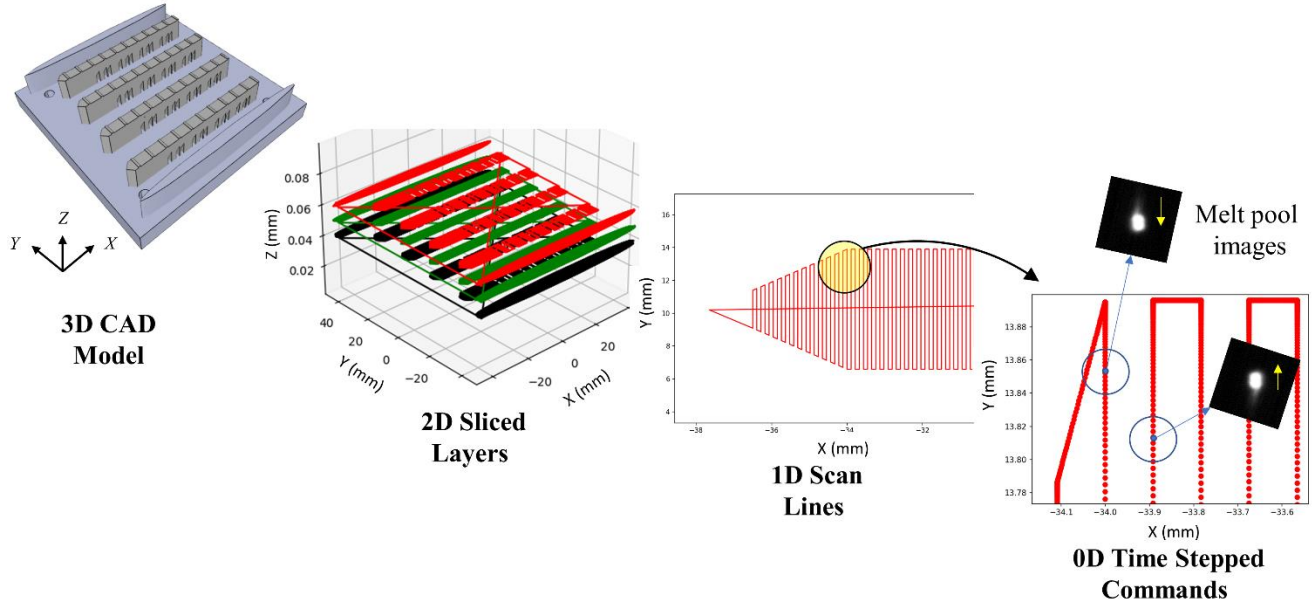 Z
Y
X
3D CAD
Model
0.08
0.06
0.04
0.02
Z (mm)
40
20
0
−20
Y (mm)
−20
0
20
X (mm)
2D Sliced
Layers
16
14
12
10
8
6
4
Y (mm)
−38
−36
−34
−32
X (mm)
1D Scan
Lines
Melt pool
images
13.88
13.86
13.84
13.82
13.80
13.78
Y (mm)
−34.1
−34.0
−33.9
−33.8
−33.7
−33.6
X (mm)
0D Time Stepped
Commands